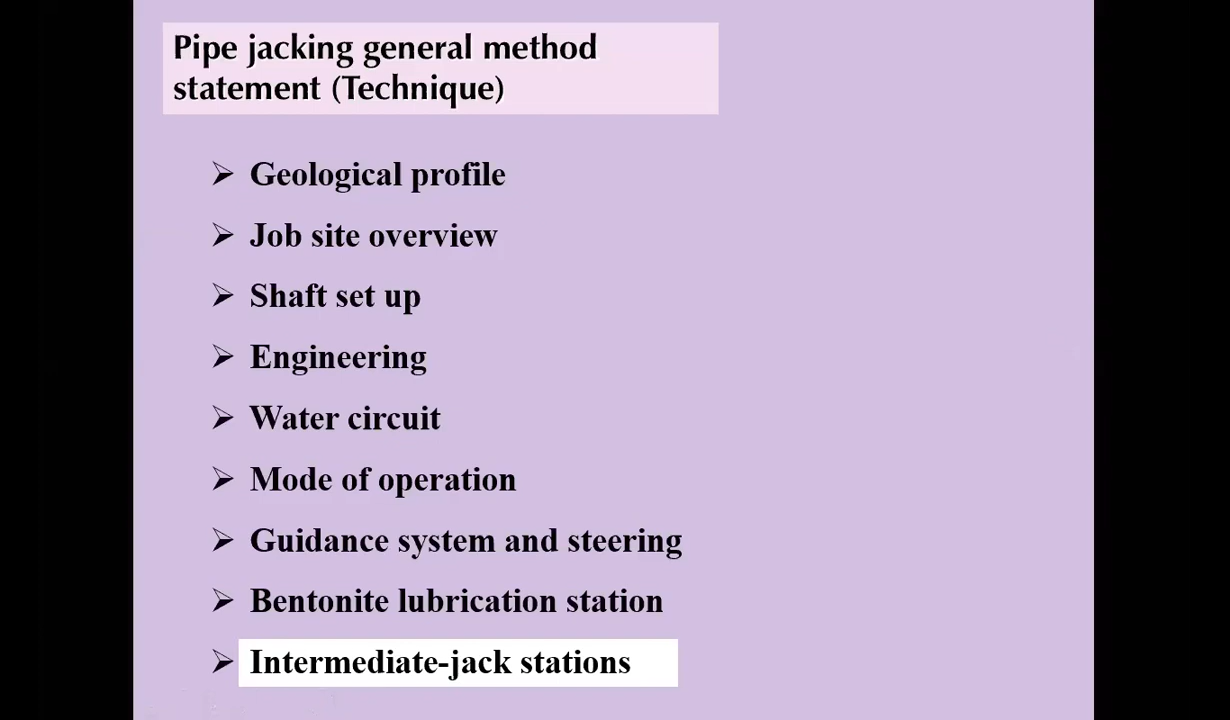 Pipe jacking general method
statement (Technique)
➢ Geological profile
➢ Job site overview
➢ Shaft set up
➢ Engineering
➢ Water circuit
➢ Mode of operation
➢ Guidance system and steering
➢ Bentonite lubrication station
➢ Intermediate-jack stations